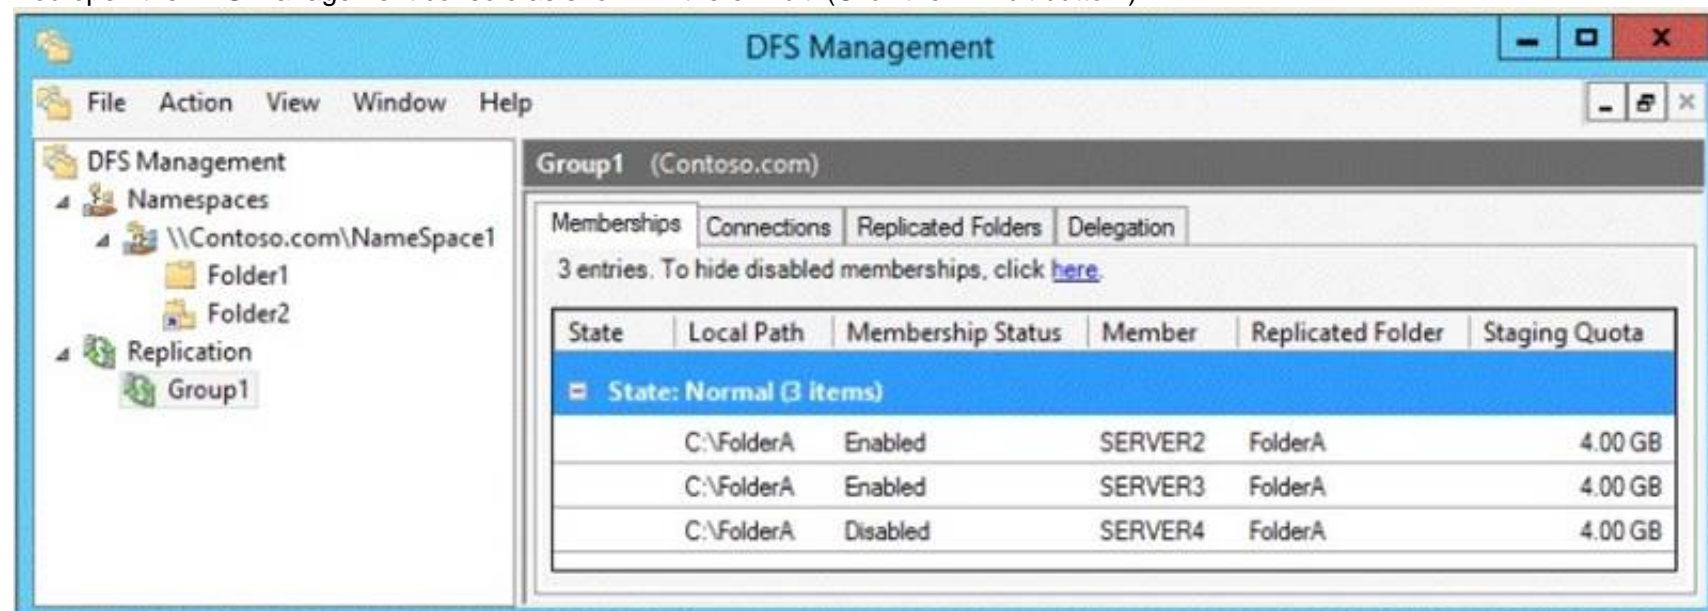 DFS Management
File Action View Window Help
DFS Management
Namespaces
\\Contoso.com\NameSpace1
Folder1
Folder2
Replication
Group1
Group1 (Contoso.com)
Memberships Connections Replicated Folders Delegation
3 entries. To hide disabled memberships, click here.
State Local Path Membership Status Member Replicated Folder Staging Quota
State: Normal (3 items)
C:\FolderA Enabled SERVER2 FolderA 4.00 GB
C:\FolderA Enabled SERVER3 FolderA 4.00 GB
C:\FolderA Disabled SERVER4 FolderA 4.00 GB